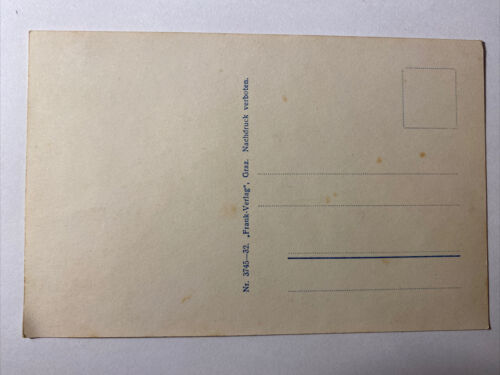 Nr. 3745—32. „Frank-Verlag“, Graz. Nachdruck verboten.